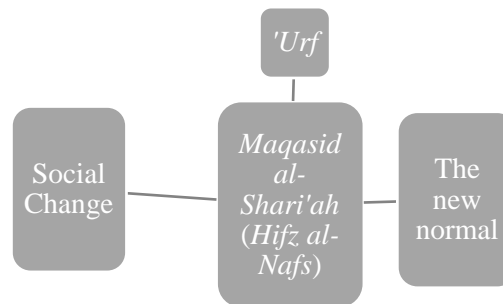 'Urf
Social
Change
Maqasid
al-
Shari'ah
(Hifz al-
Nafs)
The
new
normal